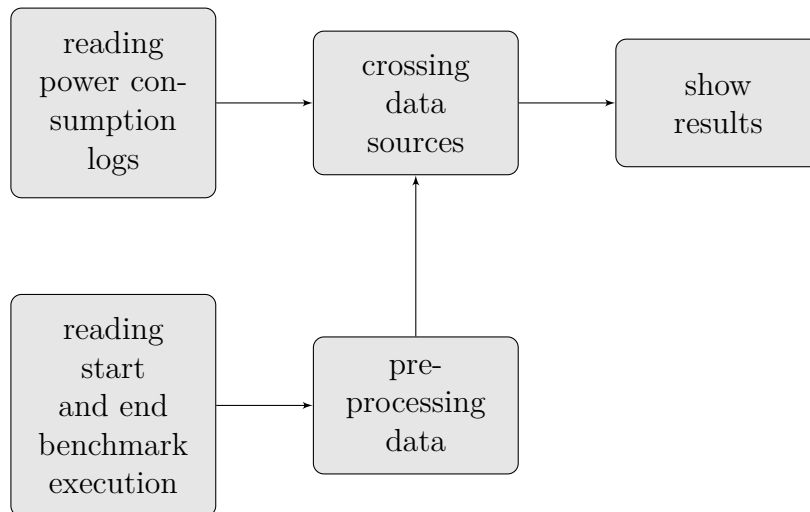 reading
power con-
sumption
logs
crossing
data
sources
show
results
reading
start
and end
benchmark
execution
pre-
processing
data